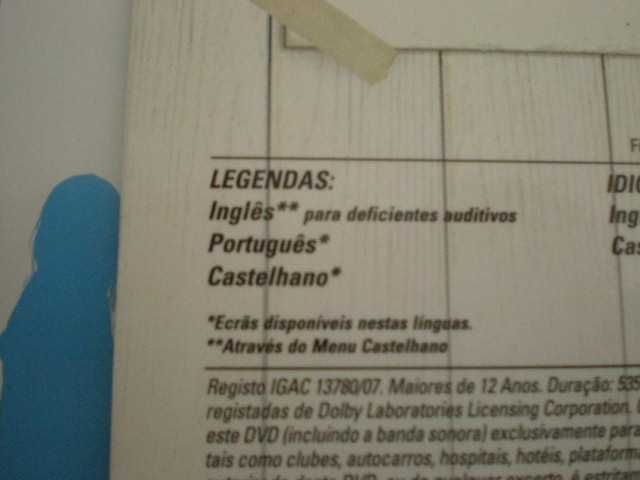 LEGENDAS:
Inglês** para deficientes auditivos
Português*
Castelhano*
*Ecrãs disponíveis nestas línguas.
**Através do Menu Castelhano
Registo IGAC 13780/07. Maiores de 12 Anos. Duração: 535
registadas de Dolby Laboratories Licensing Corporation.
este DVD (incluindo a banda sonora) exclusivamente para
tais como clubes, autocarros, hospitais, hotéis, plataforma